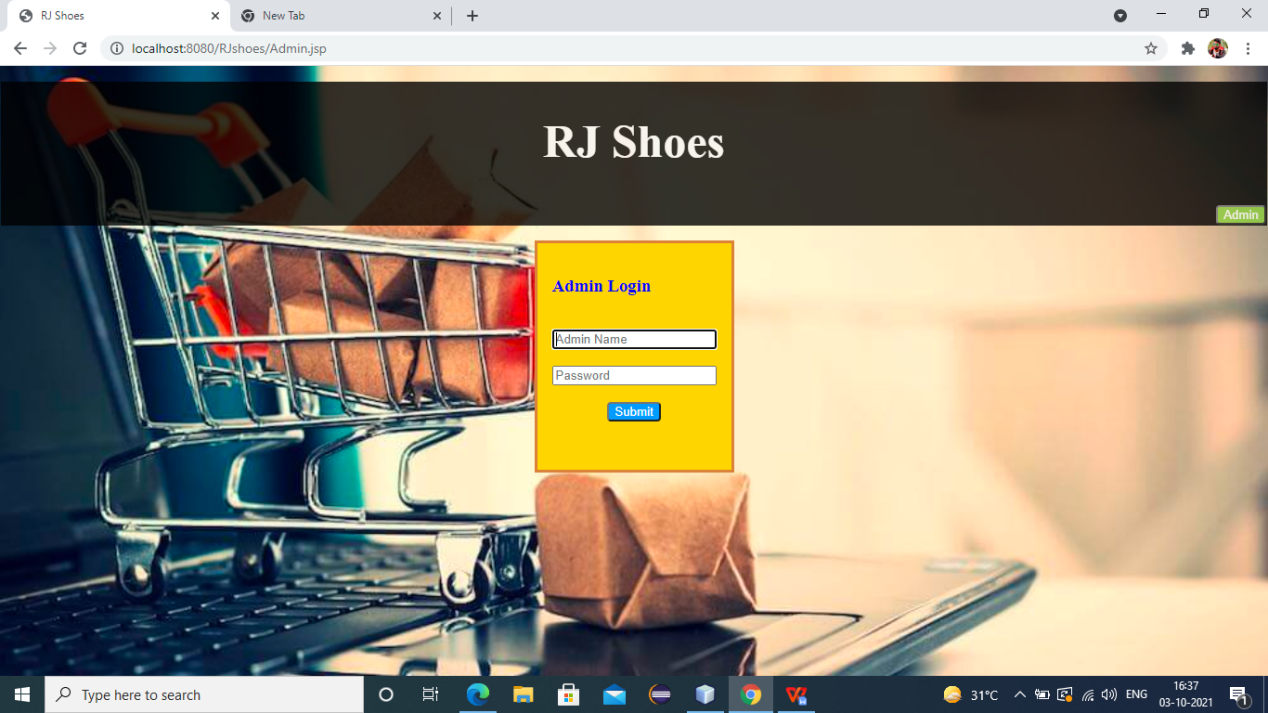 RJ Shoes
New Tab
localhost:8080/RJshoes/Admin.jsp
RJ Shoes
Admin
Admin Login
Admin Name
Password
Submit
Type here to search
31°C
ENG
16:37
03-10-2021
1